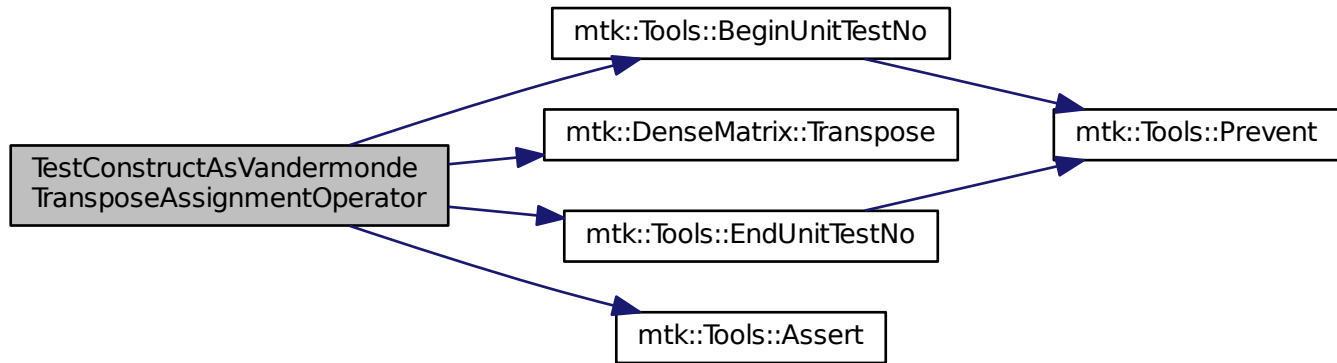 mtk::Tools::BeginUnitTestNo
mtk::DenseMatrix::Transpose
mtk::Tools::Prevent
TestConstructAsVandermonde
TransposeAssignmentOperator
mtk::Tools::EndUnitTestNo
mtk::Tools::Assert